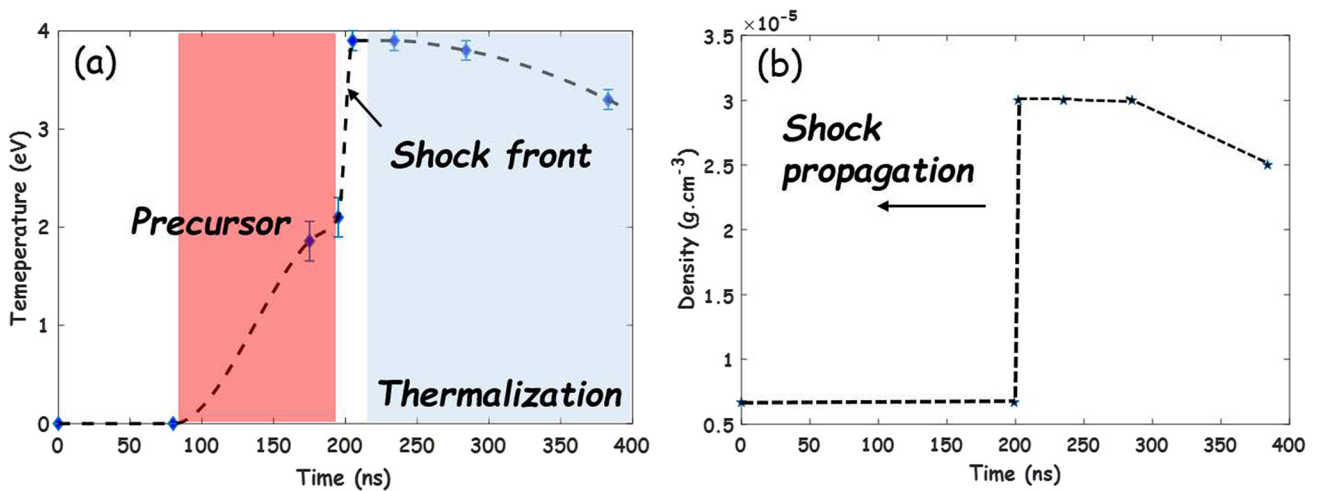 (a)
Temeperature (eV)
4
3
2
1
0
Precursor
Shock front
Thermalization
0 50 100 150 200 250 300 350 400
Time (ns)
×10⁻⁵
(b)
Density (g.cm⁻³)
3.5
3
2.5
2
1.5
1
0.5
Shock
propagation
0 50 100 150 200 250 300 350 400
Time (ns)